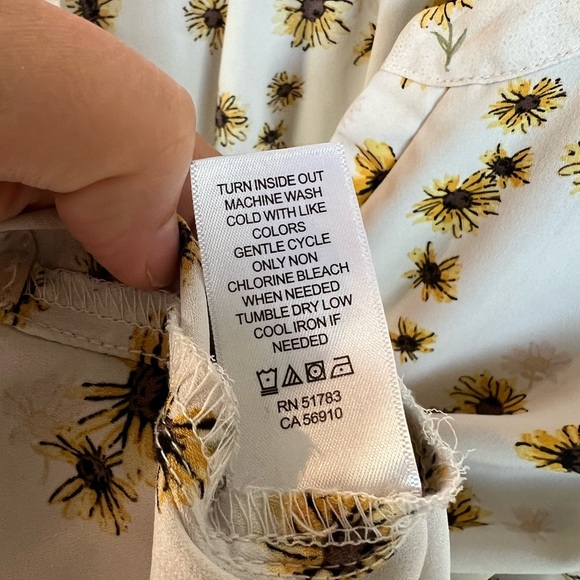 TURN INSIDE OUT
MACHINE WASH
COLD WITH LIKE
COLORS
GENTLE CYCLE
ONLY NON
CHLORINE BLEACH
WHEN NEEDED
TUMBLE DRY LOW
COOL IRON IF
NEEDED
RN 51783
CA 56910